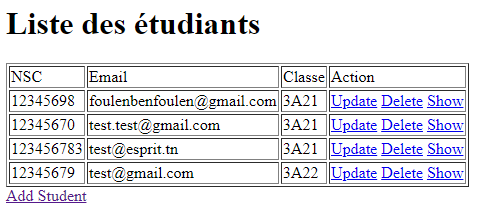 Liste des étudiants
NSC Email Classe Action
12345698 foulenbenfoulen@gmail.com 3A21 Update Delete Show
12345670 test.test@gmail.com 3A21 Update Delete Show
123456783 test@esprit.tn 3A21 Update Delete Show
12345679 test@gmail.com 3A22 Update Delete Show
Add Student